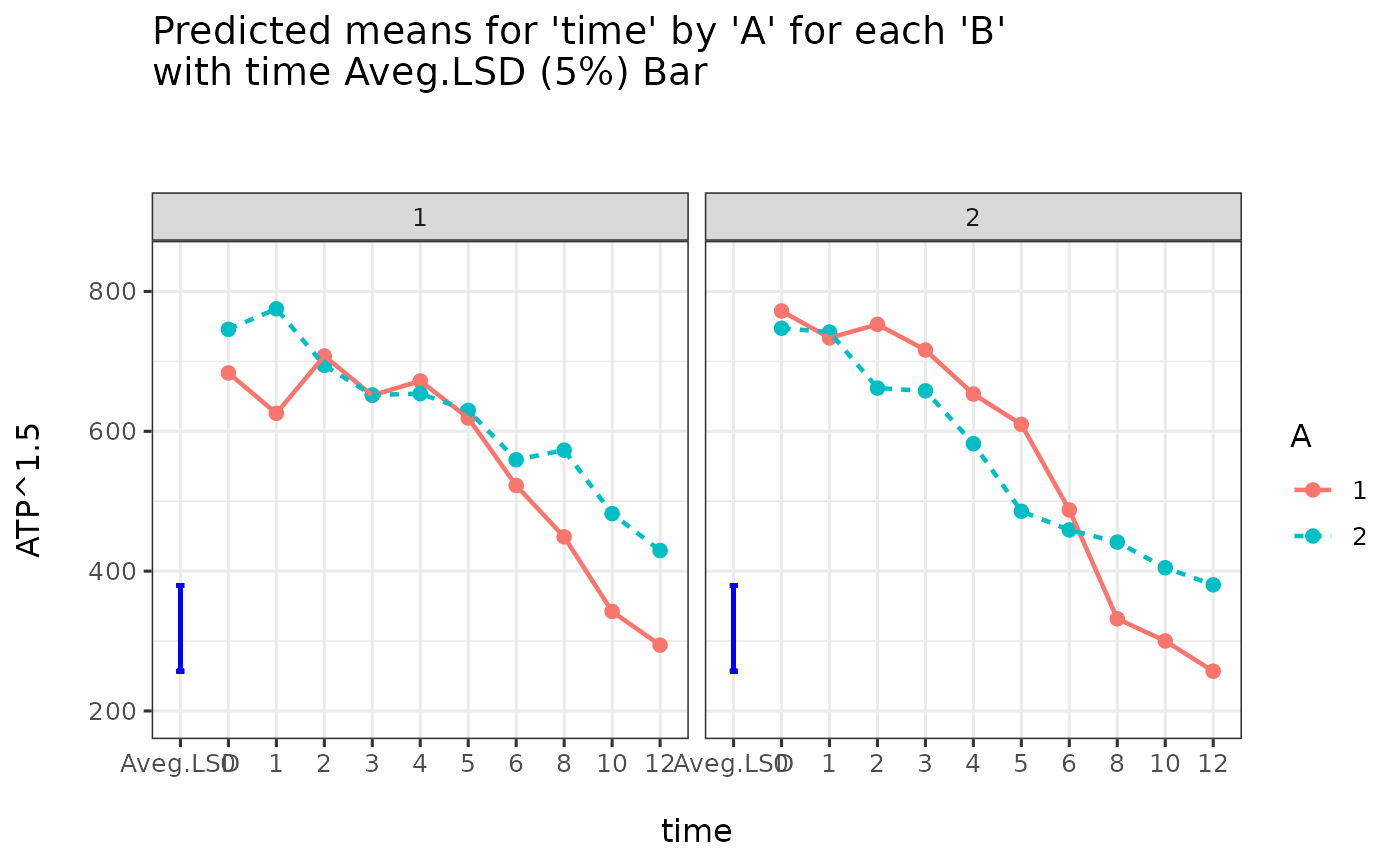 Predicted means for 'time' by 'A' for each 'B'
with time Aveg.LSD (5%) Bar
1
2
ATP^1.5
800
600
400
200
A
1
2
Aveg.LSD 0 1 2 3 4 5 6 8 10 12
Aveg.LSD 0 1 2 3 4 5 6 8 10 12
time